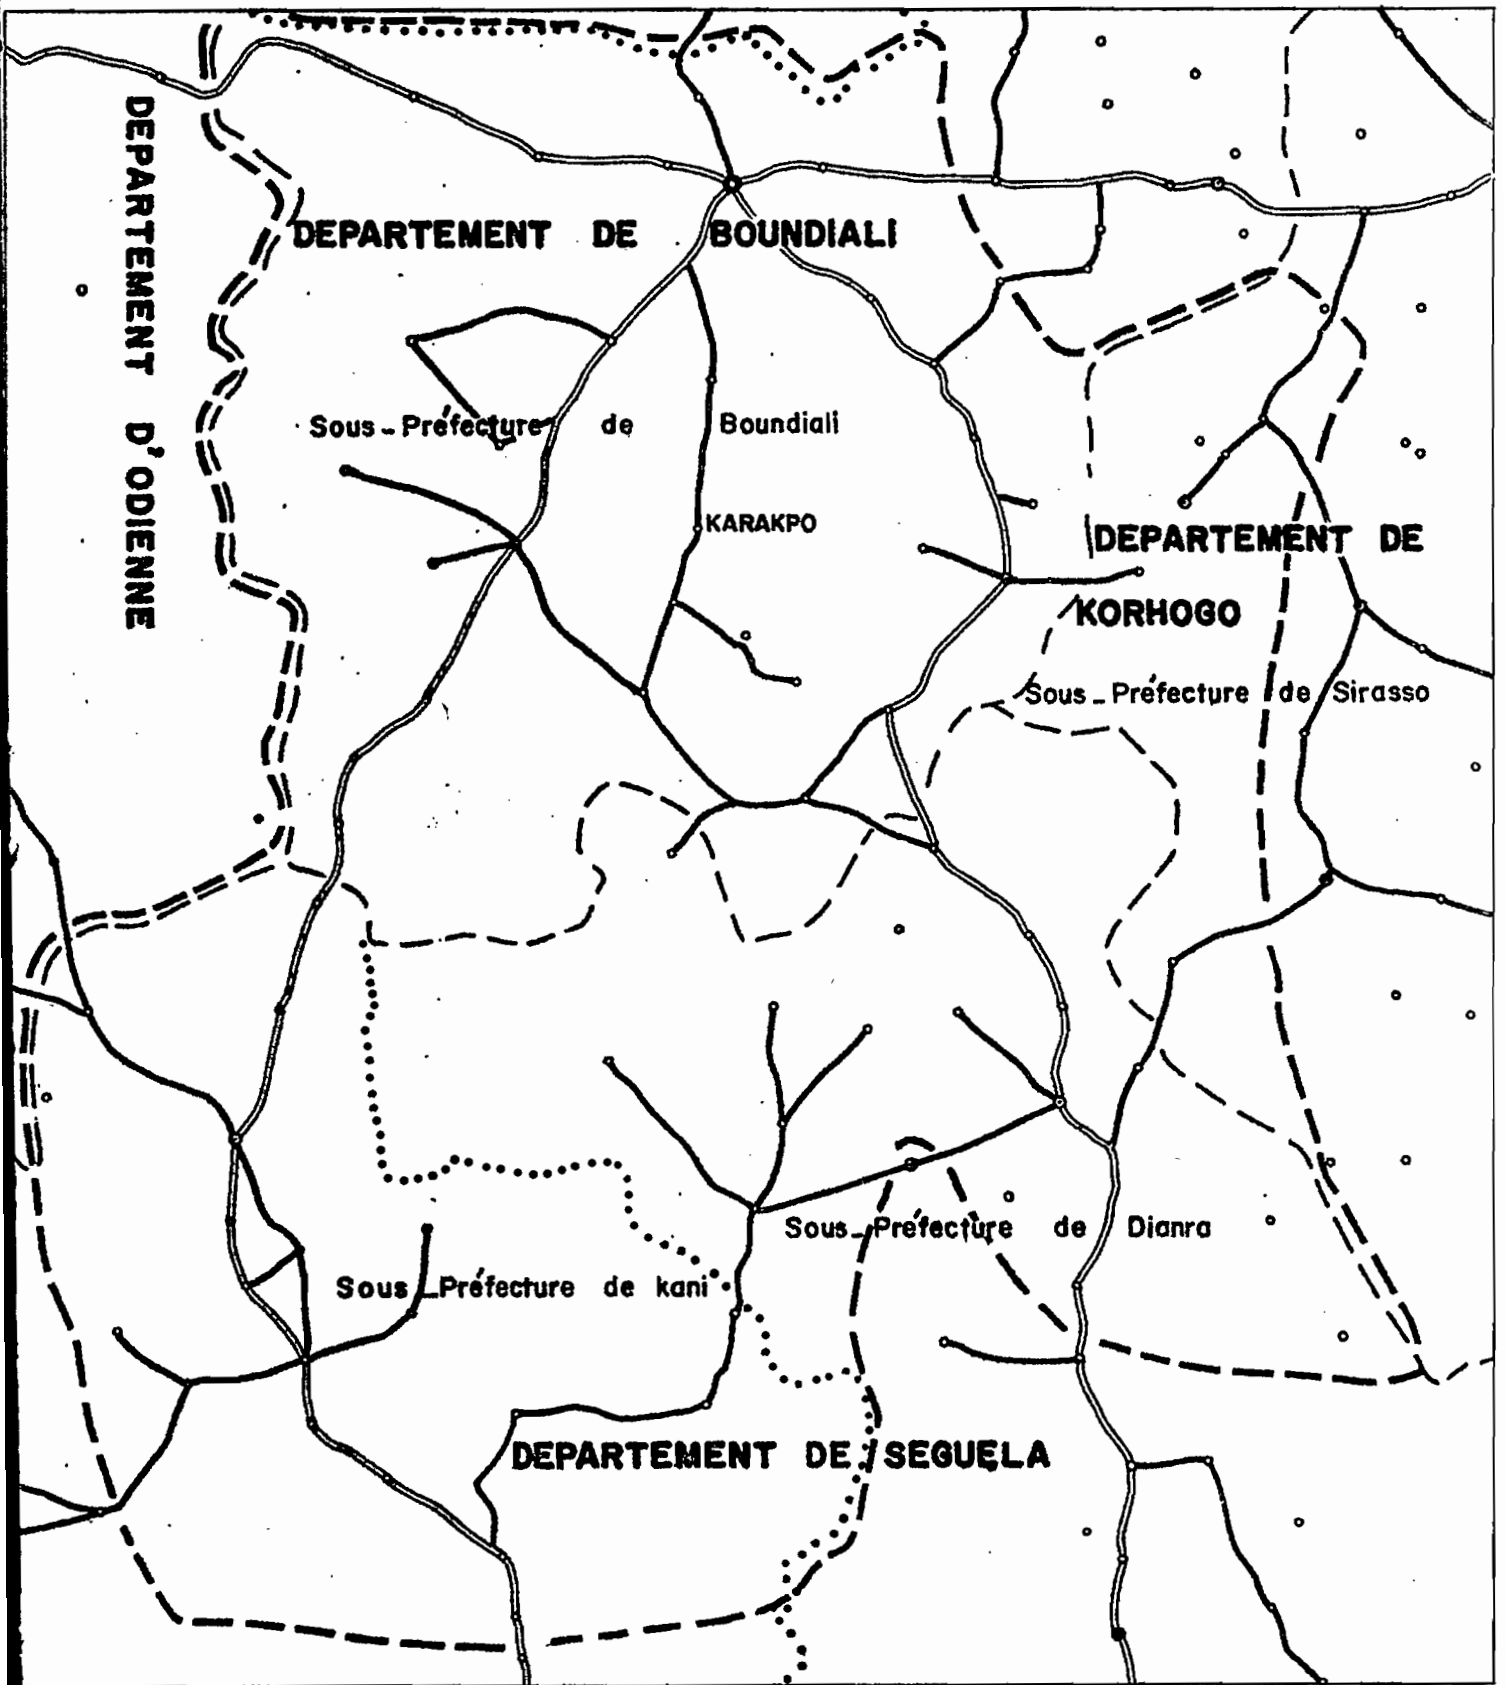 DEPARTEMENT D'ODIENNE
DEPARTEMENT DE BOUNDIALI
Sous-Préfecture de Boundiali
KARAKPO
DEPARTEMENT DE
KORHOGO
Sous-Préfecture de Sirasso
Sous-Préfecture de Dianra
Sous-Préfecture de kani
DEPARTEMENT DE SEGUELA